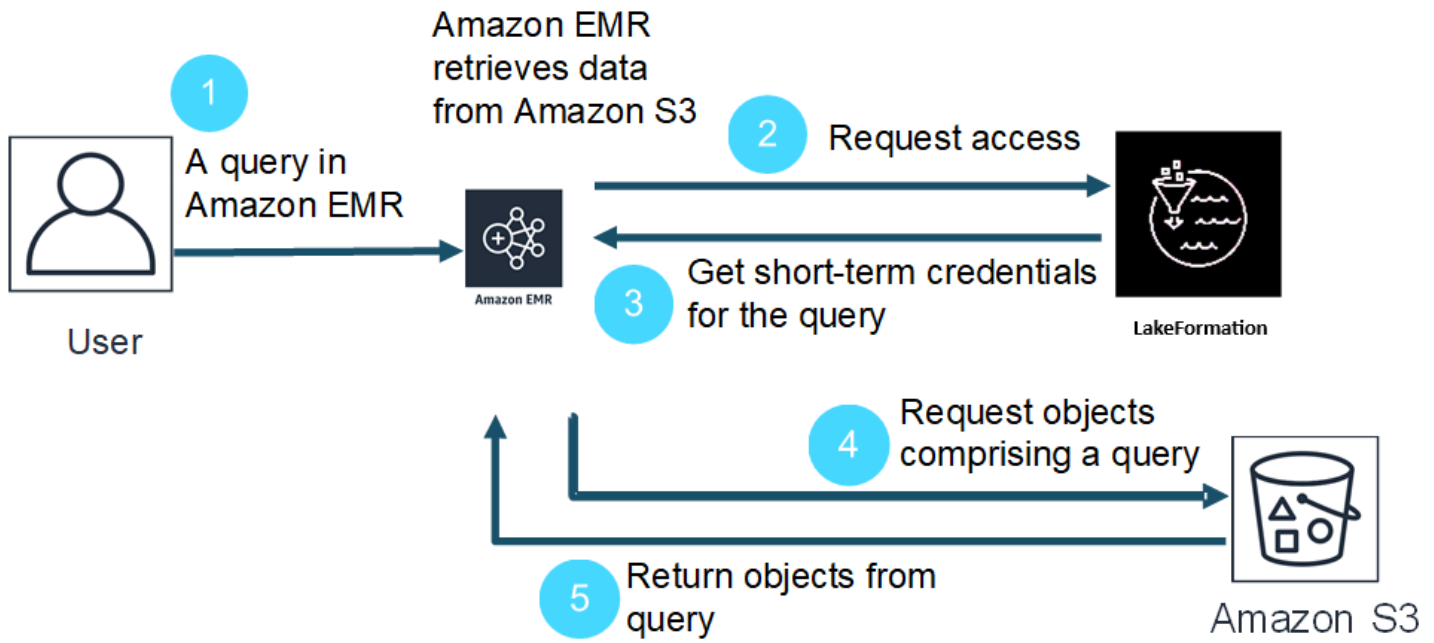 Amazon EMR
retrieves data
from Amazon S3
1
A query in
Amazon EMR
User
Amazon EMR
2
Request access
3
Get short-term credentials
for the query
LakeFormation
4
Request objects
comprising a query
5
Return objects from
query
Amazon S3